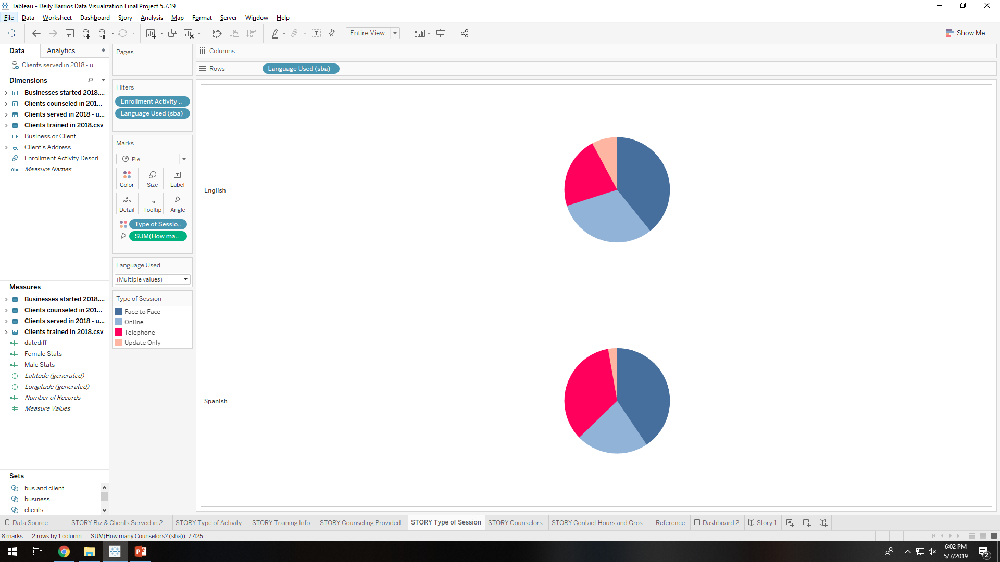 Tableau - Deily Barrios Data Visualization Final Project 5.7.19
File Data Worksheet Dashboard Story Analysis Map Format Server Window Help
Entire View
Show Me
Data Analytics
Clients served in 2018 - u...
Dimensions
Businesses started 2018....
Clients counseled in 201...
Clients served in 2018 - u...
Clients trained in 2018.csv
=T|F Business or Client
Client's Address
Enrollment Activity Descri...
Abc Measure Names
Measures
Businesses started 2018....
Clients counseled in 201...
Clients served in 2018 - u...
Clients trained in 2018.csv
=# datediff
=# Female Stats
=# Male Stats
Latitude (generated)
Longitude (generated)
=# Number of Records
# Measure Values
Sets
bus and client
business
clients
Pages
Filters
Enrollment Activity ..
Language Used (sba)
Marks
Pie
Color Size Label
Detail Tooltip Angle
Type of Sessio..
SUM(How ma..
Language Used
(Multiple values)
Type of Session
Face to Face
Online
Telephone
Update Only
Columns
Rows Language Used (sba)
English
Spanish
Data Source STORY Biz & Clients Served in 2... STORY Type of Activity STORY Training Info STORY Counseling Provided STORY Type of Session STORY Counselors STORY Contact Hours and Gros... Reference Dashboard 2 Story 1
8 marks 2 rows by 1 column SUM(How many Counselors? (sba)): 7,425
6:02 PM
5/7/2019
2